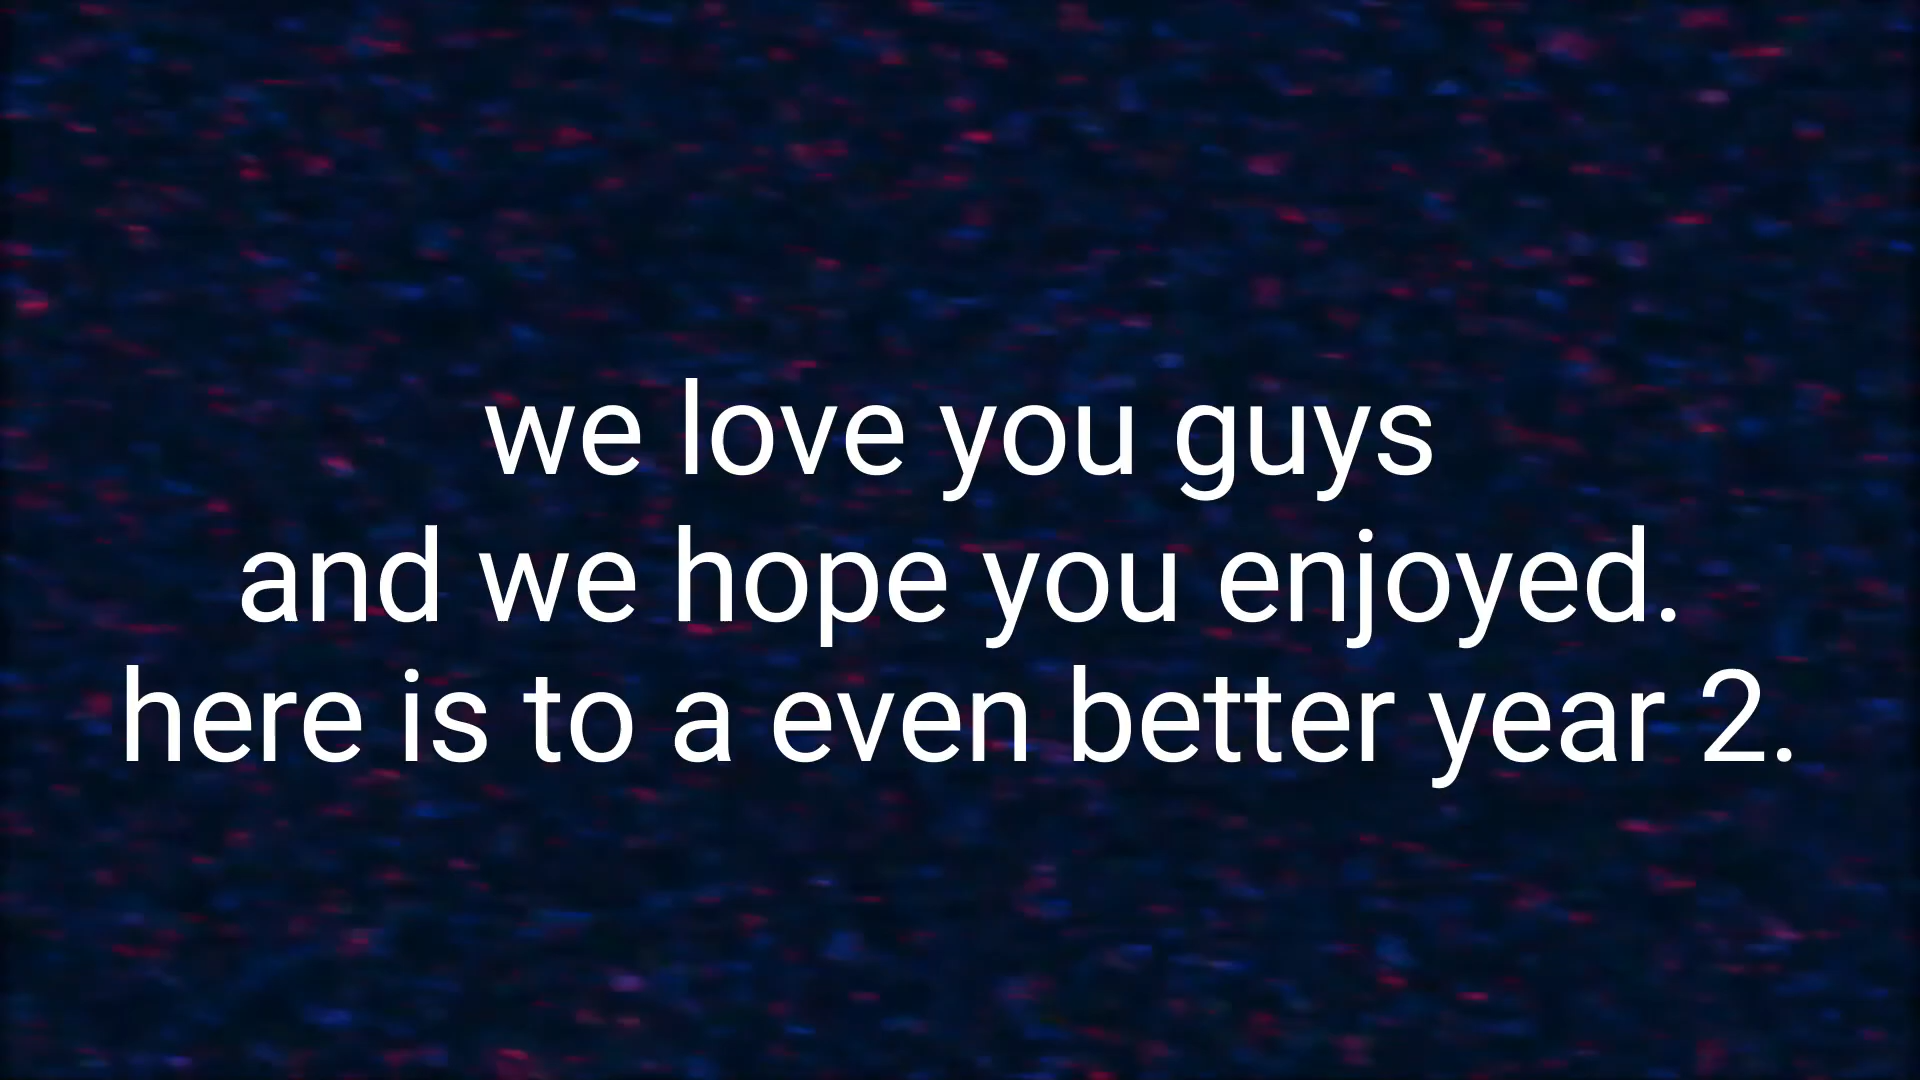 we love you guys
and we hope you enjoyed.
here is to a even better year 2.